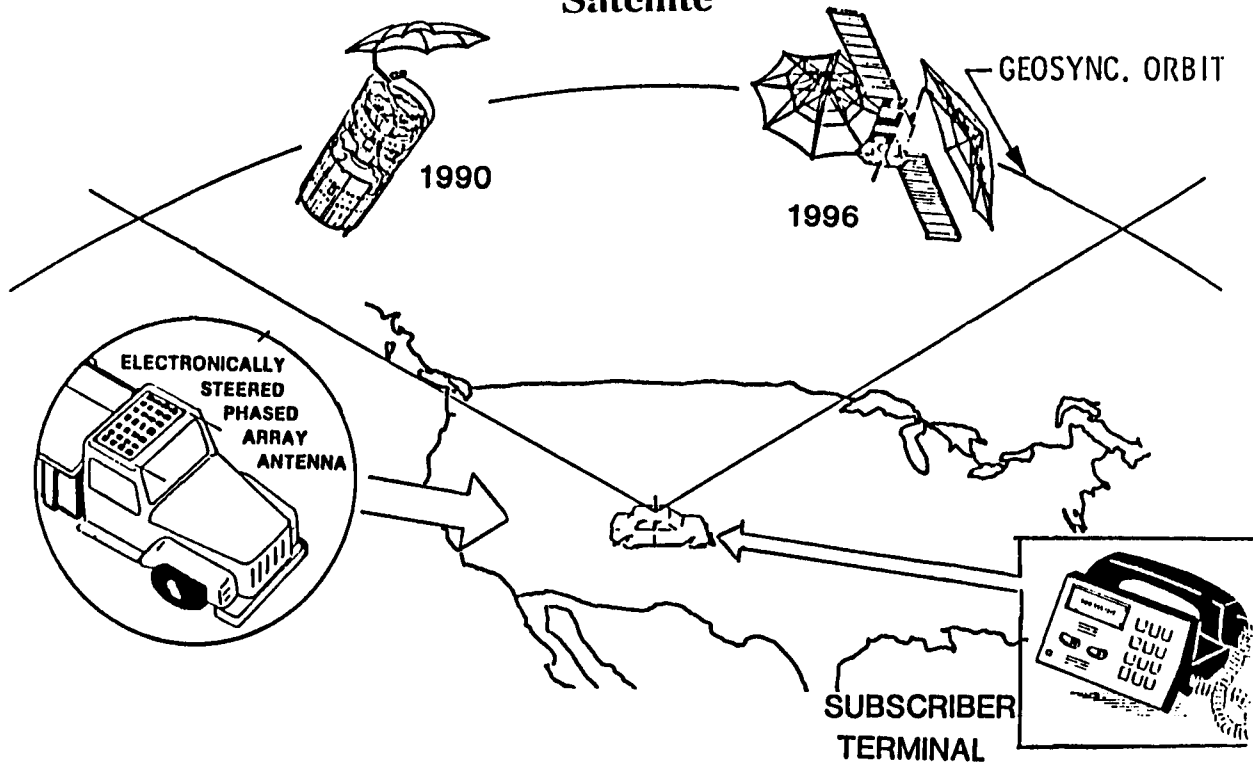 Satellite
GEOSYNC. ORBIT
1990
1996
ELECTRONICALLY
STEERED
PHASED
ARRAY
ANTENNA
SUBSCRIBER
TERMINAL